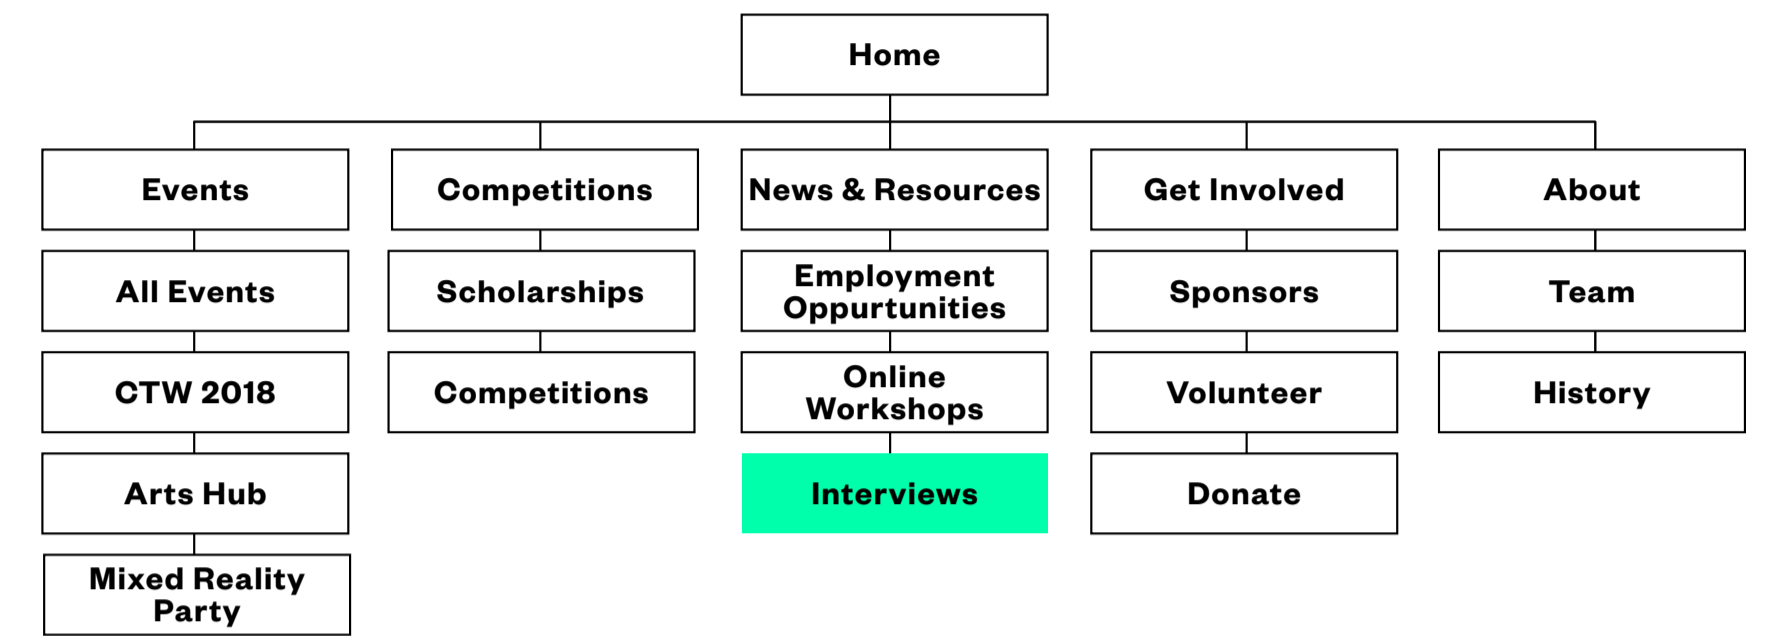 Home
Events
Competitions
News & Resources
Get Involved
About
All Events
Scholarships
Employment
Oppurtunities
Sponsors
Team
CTW 2018
Competitions
Online
Workshops
Volunteer
History
Arts Hub
Interviews
Donate
Mixed Reality
Party